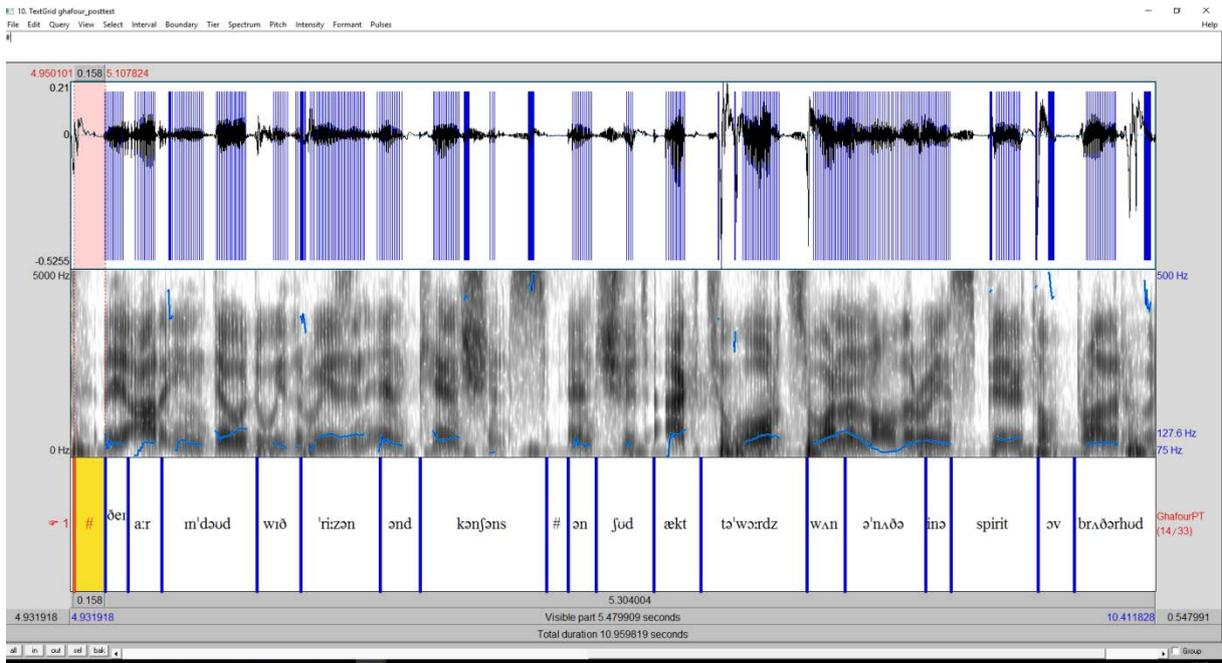 10. TextGrid ghafour_posttest
File Edit Query View Select Interval Boundary Tier Spectrum Pitch Intensity Formant Pulses Help
#
4.950101 0.158 5.107824
0.21
0
-0.5255
5000 Hz 500 Hz
127.6 Hz
0 Hz 75 Hz
1 # ðeɪ a:r ɪn'dəʊd wɪð 'ri:zən ənd kənʃəns # ən ʃʊd ækt tə'wɔ:rdz wʌn ə'nʌðə inə spirit əv brʌðərhʊd GhafourPT
(14/33)
0.158 5.304004
4.931918 4.931918 Visible part 5.479909 seconds 10.411828 0.547991
Total duration 10.959819 seconds
all in out sel bak Group